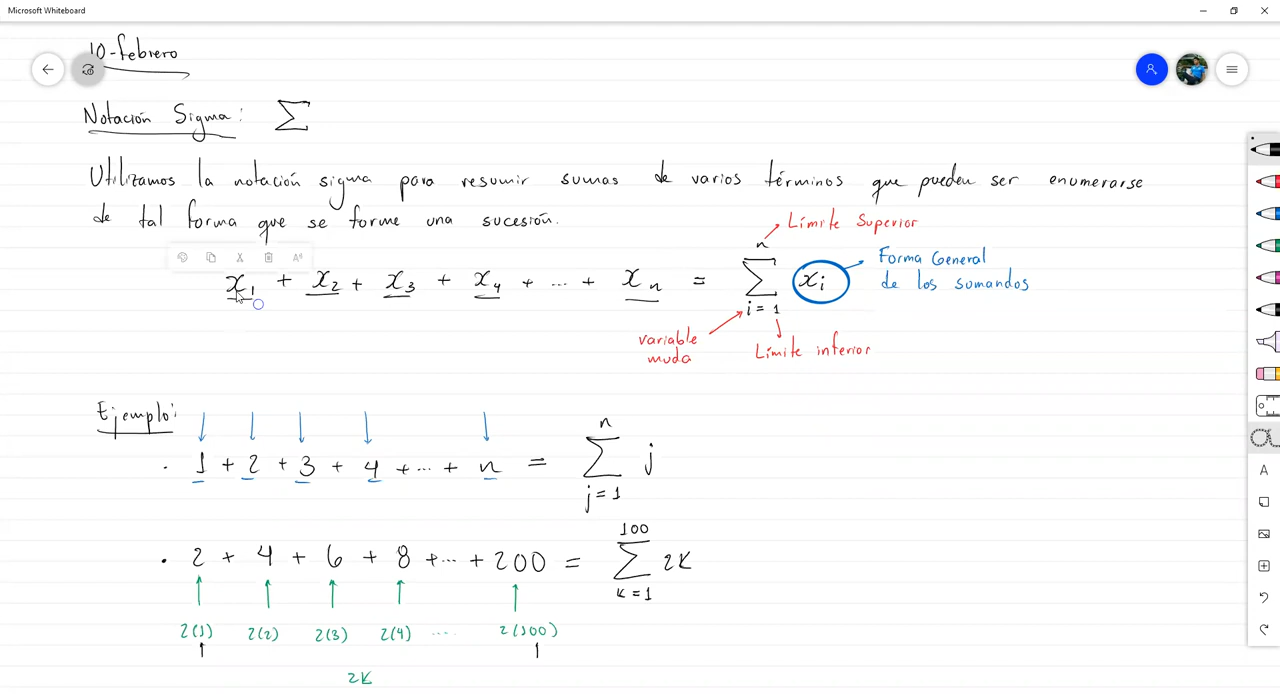 Microsoft Whiteboard
10-febrero
Notación Sigma: Σ
Utilizamos la notación sigma para resumir sumas de varios términos que pueden ser enumerarse
de tal forma que se forme una sucesión.
x₁ + x₂ + x₃ + x₄ + ... + xₙ = Σ xᵢ
n
i = 1
Límite Superior
Forma General
de los sumandos
variable
muda
Límite inferior
Ejemplo:
· 1 + 2 + 3 + 4 + ... + n = Σ j
n
j = 1
· 2 + 4 + 6 + 8 + ... + 200 = Σ 2K
100
K = 1
2(1) 2(2) 2(3) 2(4) .... 2(100)
2K